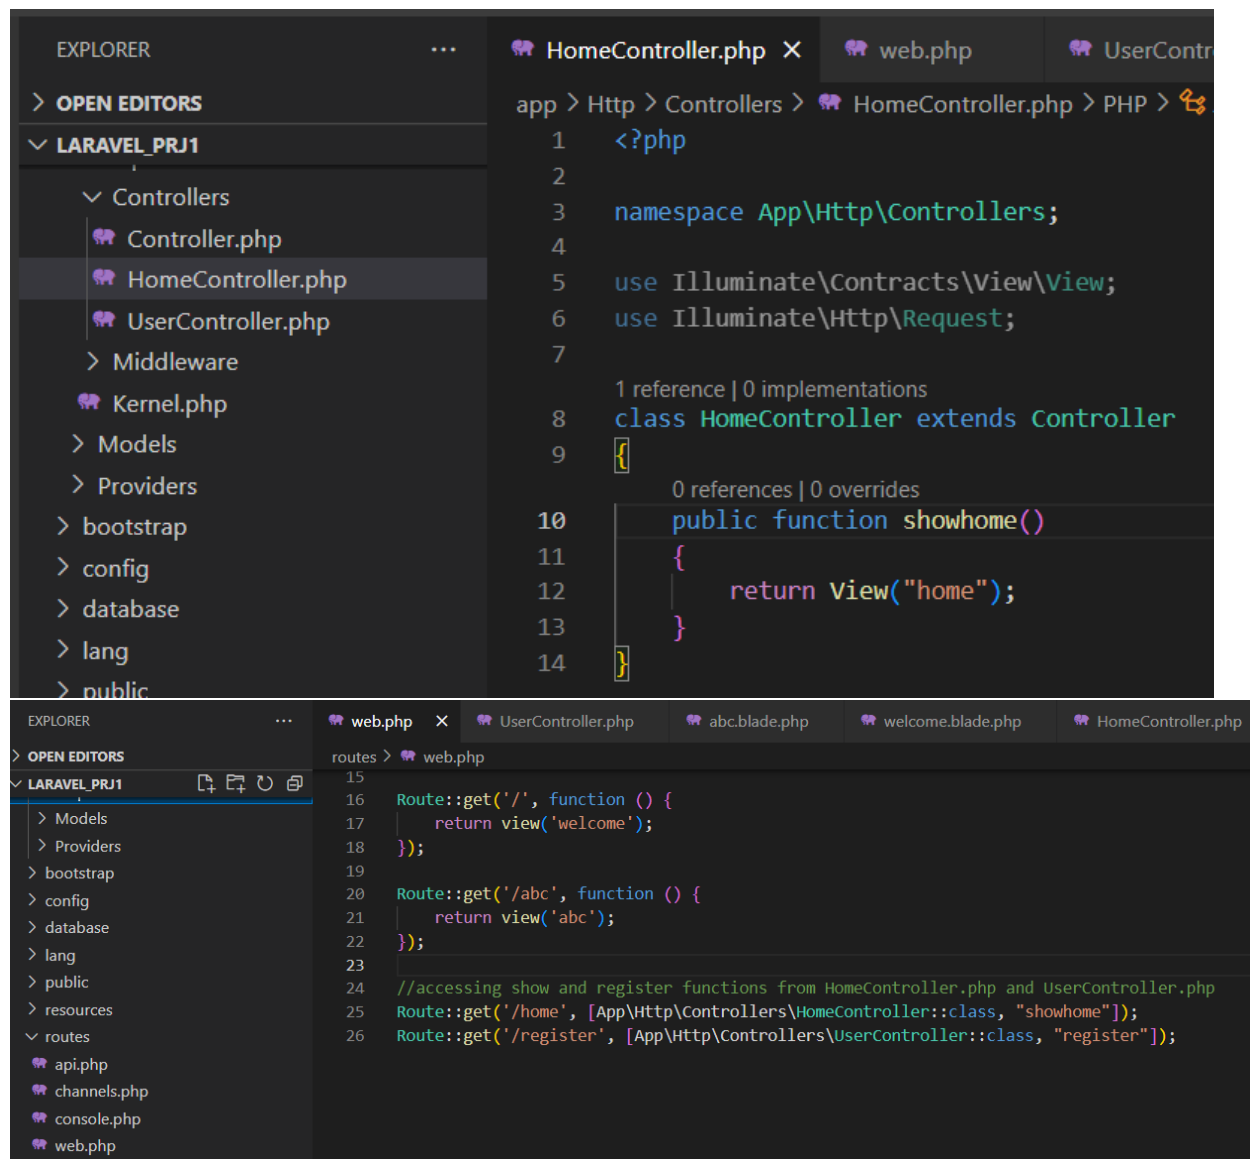 EXPLORER ...
OPEN EDITORS
LARAVEL_PRJ1
Controllers
Controller.php
HomeController.php
UserController.php
Middleware
Kernel.php
Models
Providers
bootstrap
config
database
lang
public
HomeController.php web.php UserContr
app > Http > Controllers > HomeController.php > PHP >
1 <?php
2
3 namespace App\Http\Controllers;
4
5 use Illuminate\Contracts\View\View;
6 use Illuminate\Http\Request;
7
1 reference | 0 implementations
8 class HomeController extends Controller
9 {
0 references | 0 overrides
10 public function showhome()
11 {
12 return View("home");
13 }
14 }
EXPLORER ...
OPEN EDITORS
LARAVEL_PRJ1
Models
Providers
bootstrap
config
database
lang
public
resources
routes
api.php
channels.php
console.php
web.php
web.php UserController.php abc.blade.php welcome.blade.php HomeController.php
routes > web.php
15
16 Route::get('/', function () {
17 return view('welcome');
18 });
19
20 Route::get('/abc', function () {
21 return view('abc');
22 });
23
24 //accessing show and register functions from HomeController.php and UserController.php
25 Route::get('/home', [App\Http\Controllers\HomeController::class, "showhome"]);
26 Route::get('/register', [App\Http\Controllers\UserController::class, "register"]);